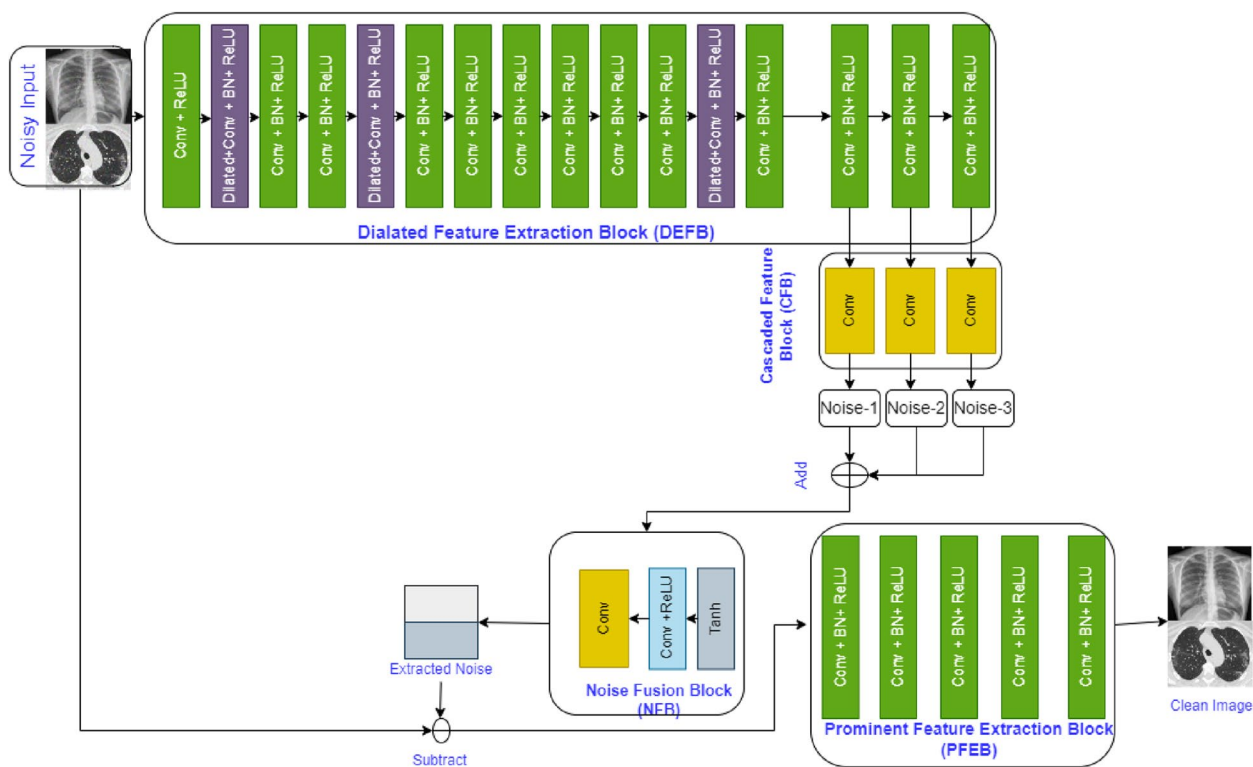 Noisy Input
Conv + ReLU
Dilated+Conv + BN+ ReLU
Conv + BN+ ReLU
Conv + BN+ ReLU
Dilated+Conv + BN+ ReLU
Conv + BN+ ReLU
Conv + BN+ ReLU
Conv + BN+ ReLU
Conv + BN+ ReLU
Conv + BN+ ReLU
Conv + BN+ ReLU
Dilated+Conv + BN+ ReLU
Conv + BN+ ReLU
Conv + BN+ ReLU
Conv + BN+ ReLU
Conv + BN+ ReLU
Dialated Feature Extraction Block (DEFB)
Cascaded Feature
Block (CFB)
Conv
Conv
Conv
Noise-1
Noise-2
Noise-3
Add
Conv
Conv +ReLU
Tanh
Noise Fusion Block
(NFB)
Extracted Noise
Subtract
Conv + BN+ ReLU
Conv + BN+ ReLU
Conv + BN+ ReLU
Conv + BN+ ReLU
Conv + BN+ ReLU
Prominent Feature Extraction Block
(PFEB)
Clean Image